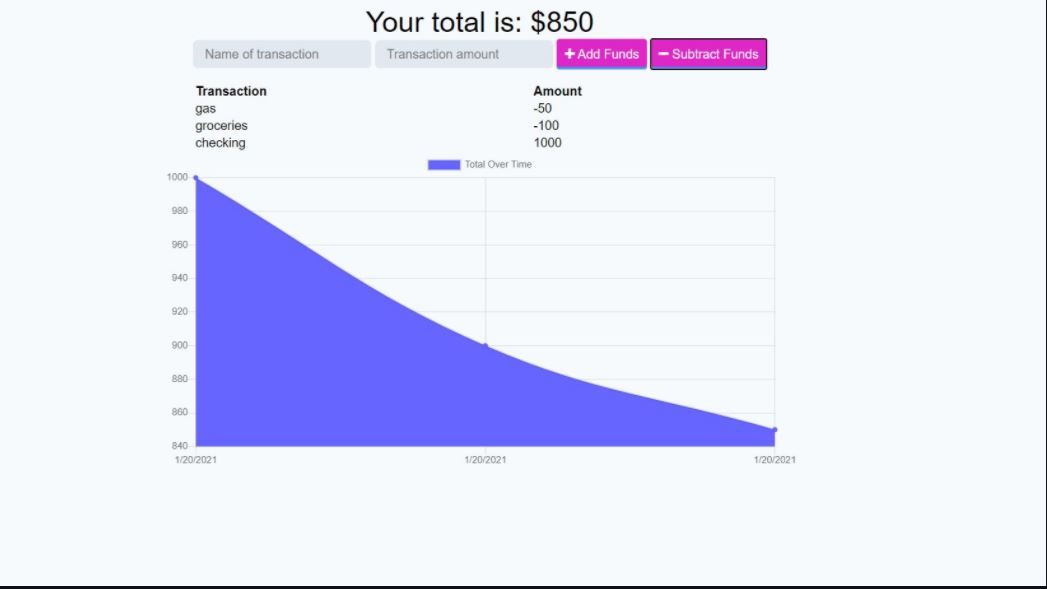 Your total is: $850
Name of transaction Transaction amount + Add Funds − Subtract Funds
Transaction Amount
gas -50
groceries -100
checking 1000
Total Over Time
1000
980
960
940
920
900
880
860
840
1/20/2021 1/20/2021 1/20/2021